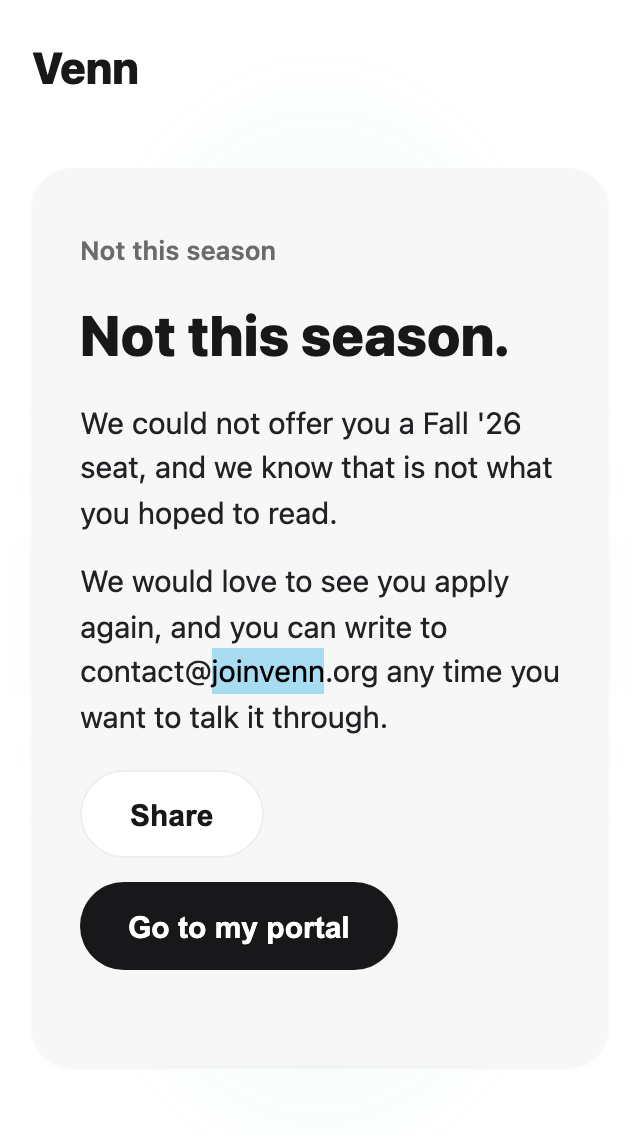 Venn
Not this season
Not this season.
We could not offer you a Fall '26
seat, and we know that is not what
you hoped to read.
We would love to see you apply
again, and you can write to
contact@joinvenn.org any time you
want to talk it through.
Share
Go to my portal